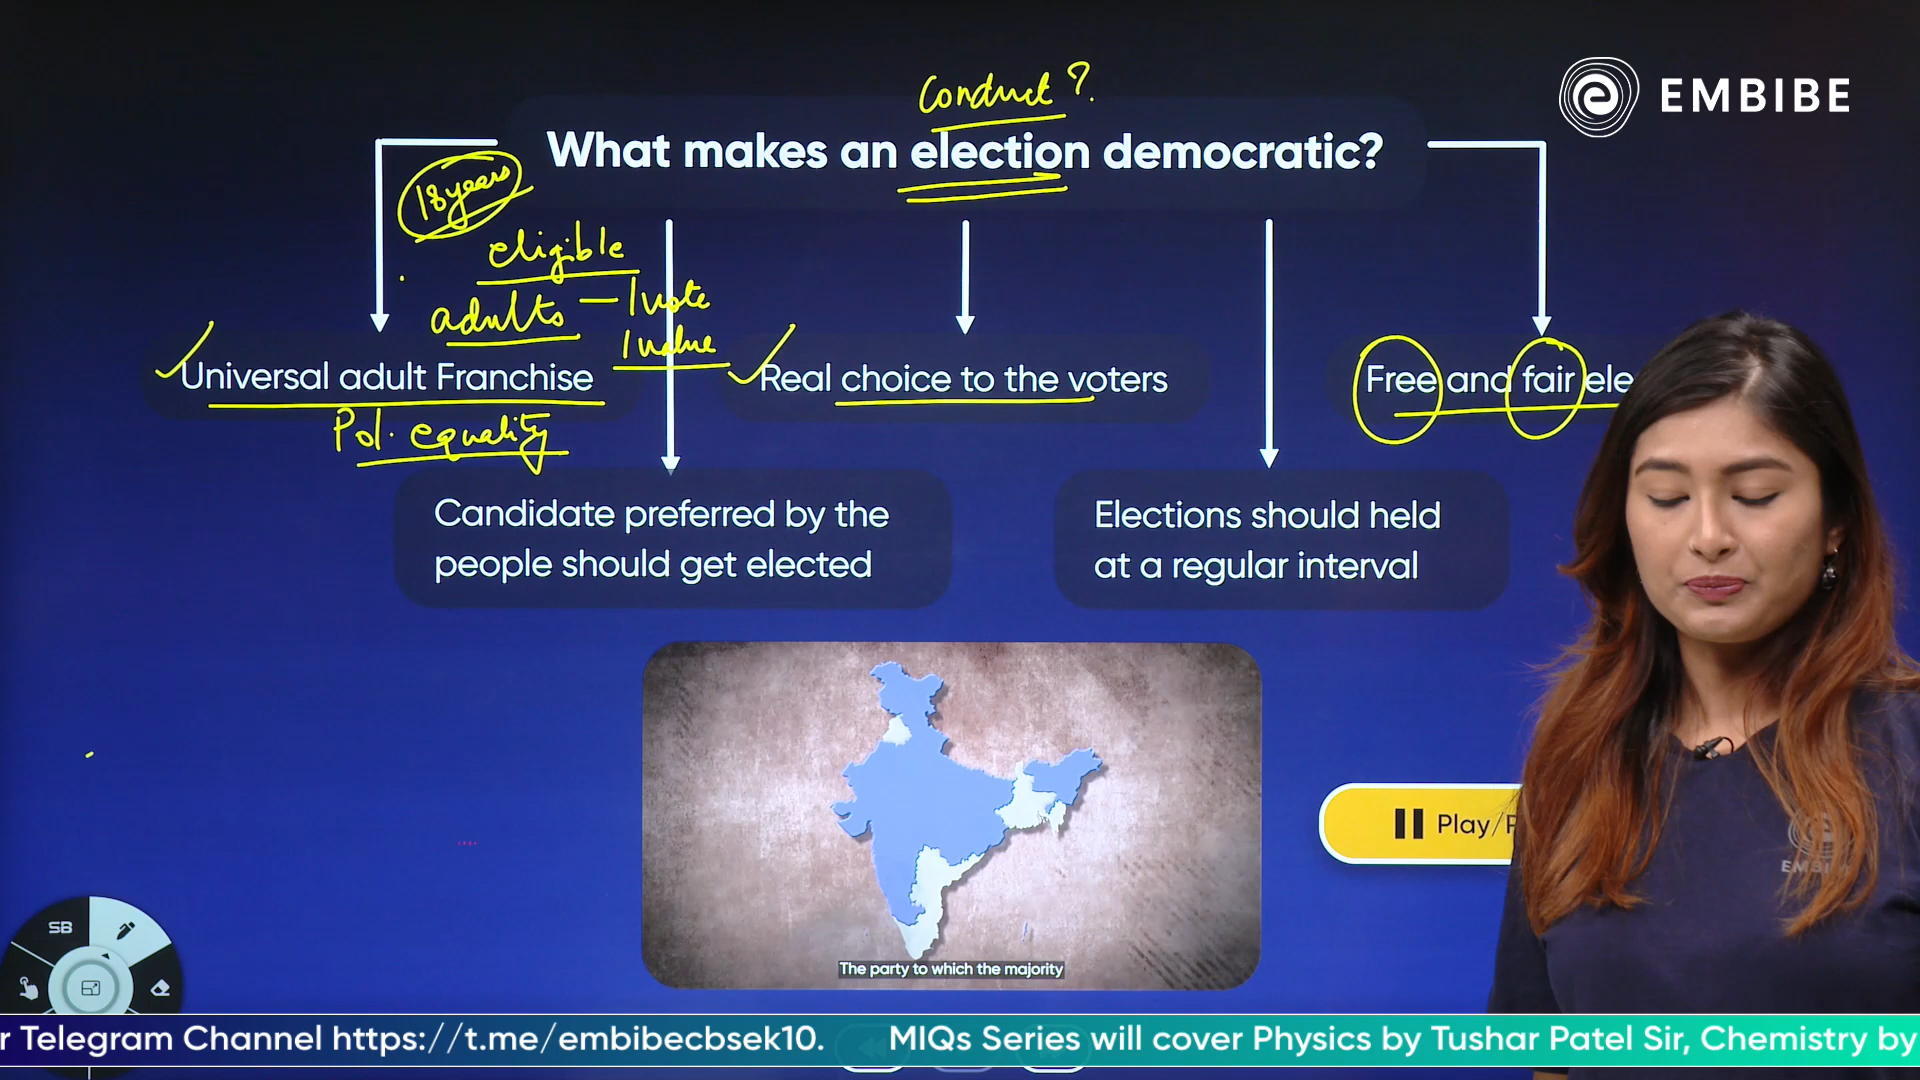 conduct ?
EMBIBE
What makes an election democratic?
18 years
eligible
adults — 1 vote
1 value
Universal adult Franchise
Real choice to the voters
Free and fair ele
Pol. equality
Candidate preferred by the
people should get elected
Elections should held
at a regular interval
Play/P
EMBIBE
SB
The party to which the majority
r Telegram Channel https://t.me/embibecbsek10. MIQs Series will cover Physics by Tushar Patel Sir, Chemistry by